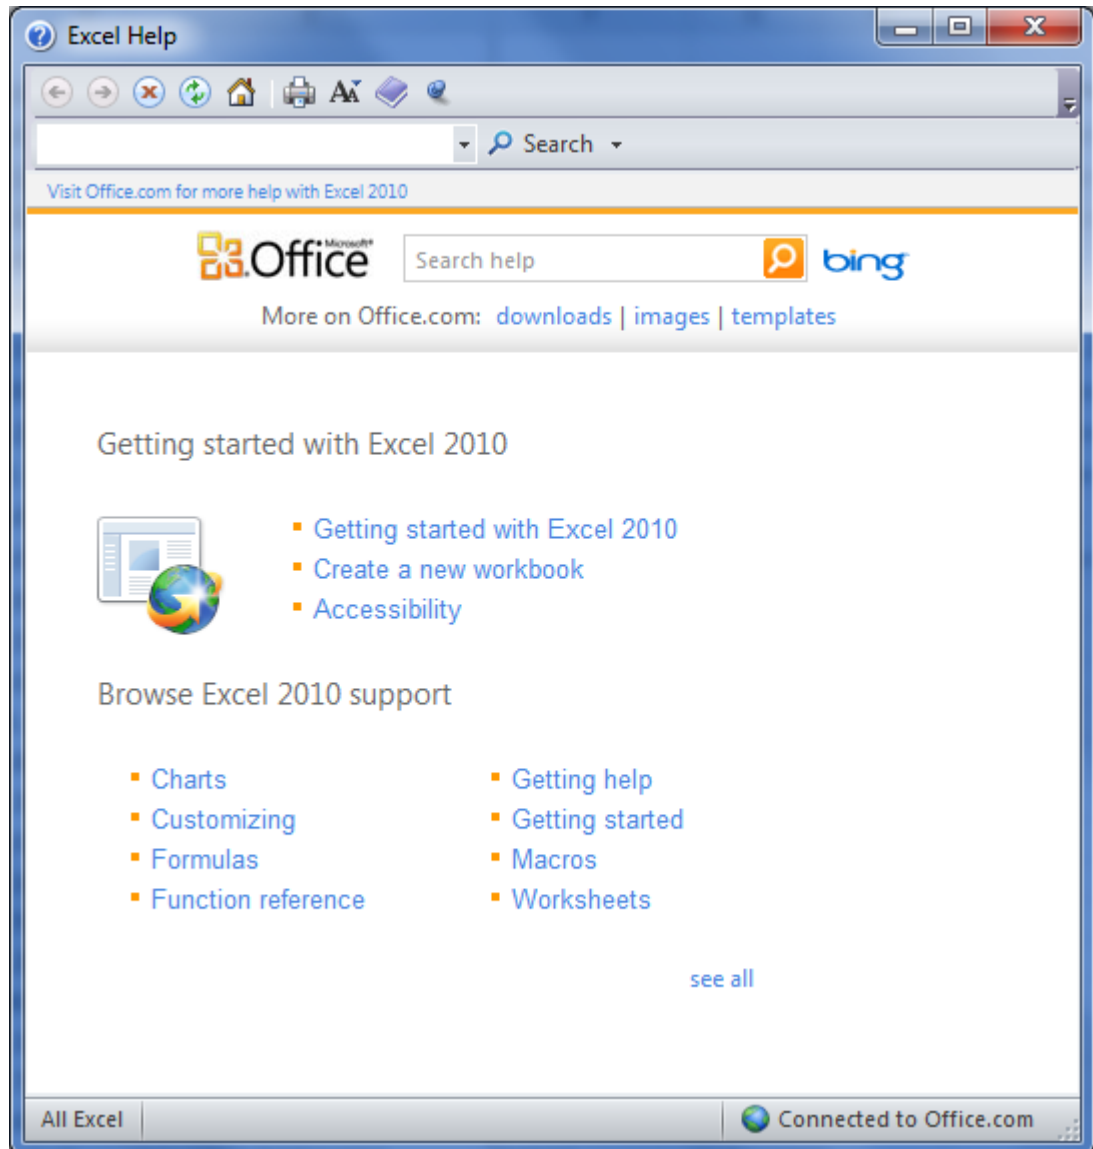 Excel Help
Search
Visit Office.com for more help with Excel 2010
Microsoft®
Office Search help bing
More on Office.com: downloads | images | templates
Getting started with Excel 2010
Getting started with Excel 2010
Create a new workbook
Accessibility
Browse Excel 2010 support
Charts
Customizing
Formulas
Function reference
Getting help
Getting started
Macros
Worksheets
see all
All Excel
Connected to Office.com